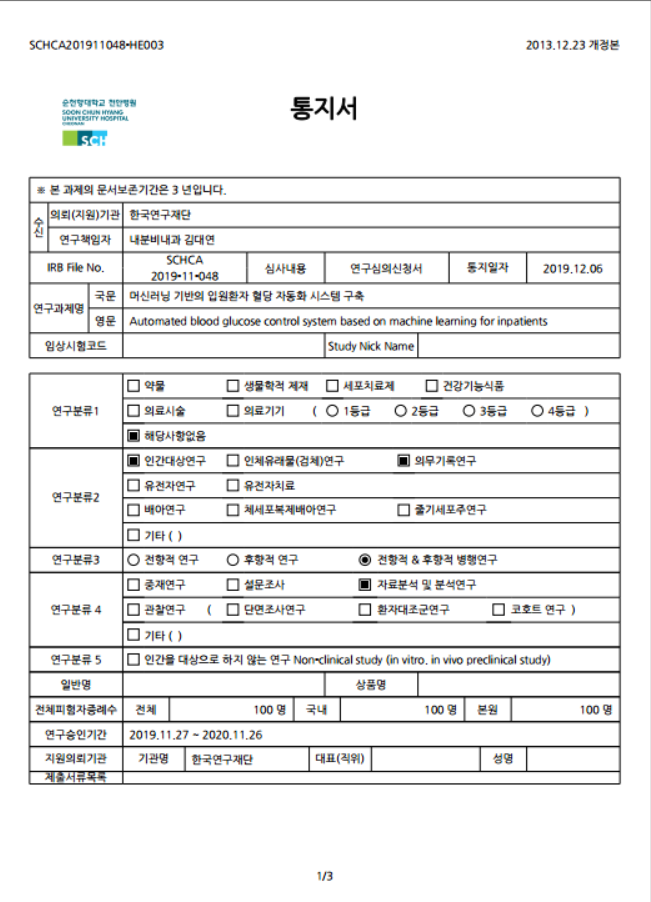 SCHCA201911048-HE003 2013.12.23 개정본
순천향대학교 천안병원
SOON CHUN HYANG
UNIVERSITY HOSPITAL
CHEONAN
SCH
통지서
※ 본 과제의 문서보존기간은 3 년입니다.
수신
의뢰(지원)기관 한국연구재단
연구책임자 내분비내과 김대연
IRB File No. SCHCA 2019-11-048 심사내용 연구심의신청서 통지일자 2019.12.06
연구과제명 국문 머신러닝 기반의 입원환자 혈당 자동화 시스템 구축
영문 Automated blood glucose control system based on machine learning for inpatients
임상시험코드 Study Nick Name
연구분류1 □ 약물 □ 생물학적 제재 □ 세포치료제 □ 건강기능식품
□ 의료시술 □ 의료기기 ( ○ 1등급 ○ 2등급 ○ 3등급 ○ 4등급 )
▣ 해당사항없음
연구분류2 ▣ 인간대상연구 □ 인체유래물(검체)연구 ▣ 의무기록연구
□ 유전자연구 □ 유전자치료
□ 배아연구 □ 체세포복제배아연구 □ 줄기세포주연구
□ 기타 ( )
연구분류3 ○ 전향적 연구 ○ 후향적 연구 ◉ 전향적 & 후향적 병행연구
연구분류 4 □ 중재연구 □ 설문조사 ▣ 자료분석 및 분석연구
□ 관찰연구 ( □ 단면조사연구 □ 환자대조군연구 □ 코호트 연구 )
□ 기타 ( )
연구분류 5 □ 인간을 대상으로 하지 않는 연구 Non-clinical study (in vitro, in vivo preclinical study)
일반명 상품명
전체피험자증례수 전체 100 명 국내 100 명 본원 100 명
연구승인기간 2019.11.27 ~ 2020.11.26
지원의뢰기관 기관명 한국연구재단 대표(직위) 성명
제출서류목록
1/3